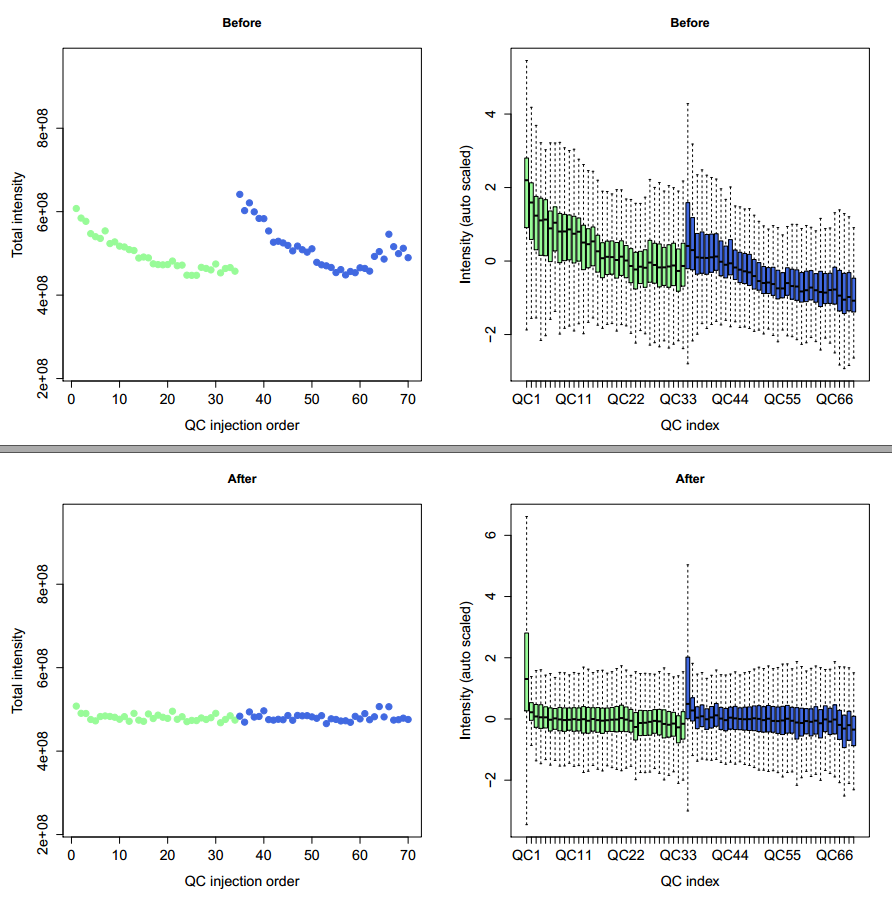 Before
Total intensity
8e+08
6e+08
4e+08
2e+08
0 10 20 30 40 50 60 70
QC injection order
Before
Intensity (auto scaled)
4
2
0
−2
QC1 QC11 QC22 QC33 QC44 QC55 QC66
QC index
After
Total intensity
8e+08
6e+08
4e+08
2e+08
0 10 20 30 40 50 60 70
QC injection order
After
Intensity (auto scaled)
6
4
2
0
−2
QC1 QC11 QC22 QC33 QC44 QC55 QC66
QC index